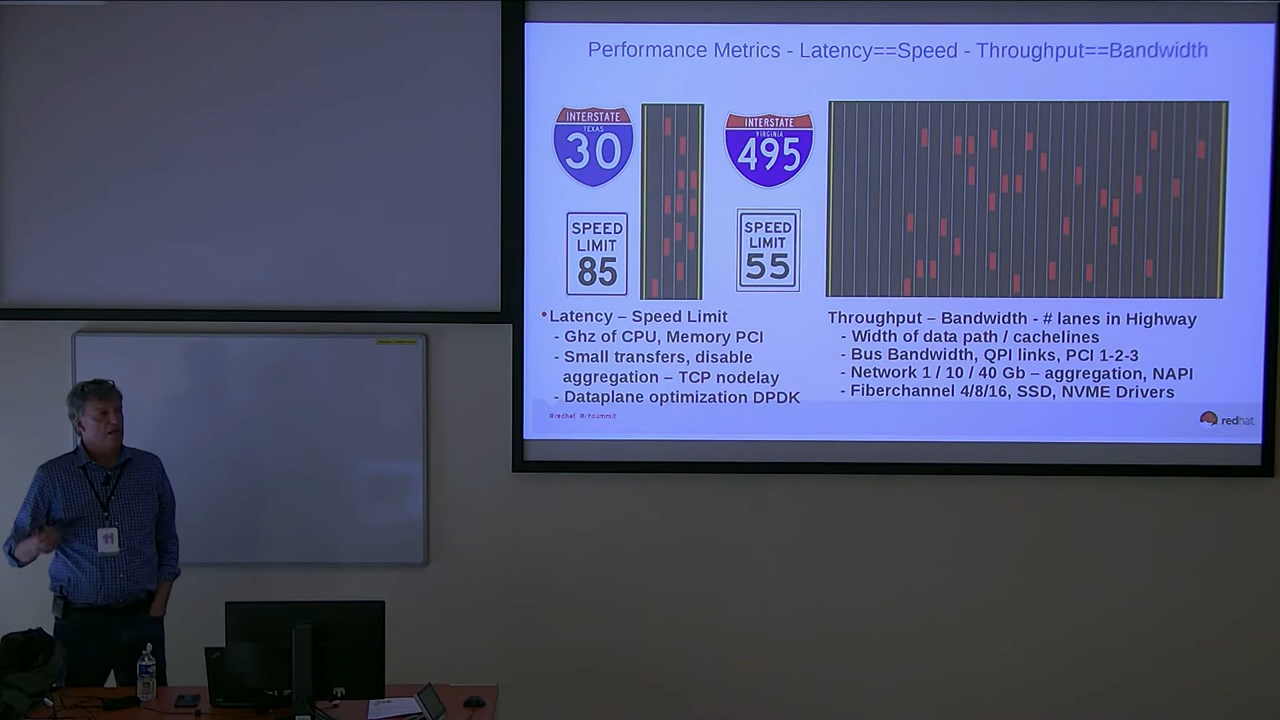 Performance Metrics - Latency==Speed - Throughput==Bandwidth
INTERSTATE
TEXAS
30
SPEED
LIMIT
85
INTERSTATE
VIRGINIA
495
SPEED
LIMIT
55
•Latency – Speed Limit
- Ghz of CPU, Memory PCI
- Small transfers, disable
aggregation – TCP nodelay
- Dataplane optimization DPDK
Throughput – Bandwidth - # lanes in Highway
- Width of data path / cachelines
- Bus Bandwidth, QPI links, PCI 1-2-3
- Network 1 / 10 / 40 Gb – aggregation, NAPI
- Fiberchannel 4/8/16, SSD, NVME Drivers
#redhat #rhsummit
redhat.